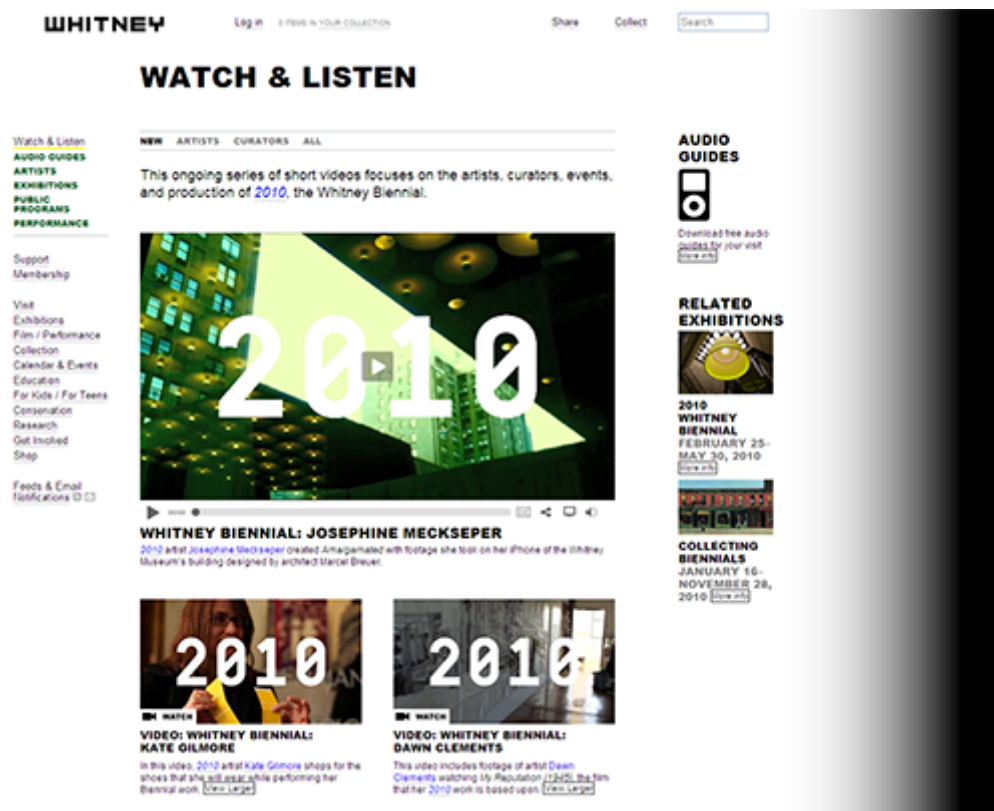 WHITNEY
Log in
0 ITEMS IN YOUR COLLECTION
Share
Collect
Search
WATCH & LISTEN
Watch & Listen
AUDIO GUIDES
ARTISTS
EXHIBITIONS
PUBLIC
PROGRAMS
PERFORMANCE
Support
Membership
Visit
Exhibitions
Film / Performance
Collection
Calendar & Events
Education
For Kids / For Teens
Conservation
Research
Get Involved
Shop
Feeds & Email
Notifications
NEW ARTISTS CURATORS ALL
This ongoing series of short videos focuses on the artists, curators, events,
and production of 2010, the Whitney Biennial.
2010
00:00
WHITNEY BIENNIAL: JOSEPHINE MECKSEPER
2010 artist Josephine Meckseper created Amalgamated with footage she took on her iPhone of the Whitney
Museum's building designed by architect Marcel Breuer.
2010
WATCH
VIDEO: WHITNEY BIENNIAL:
KATE GILMORE
In this video, 2010 artist Kate Gilmore shops for the
shoes that she will wear while performing her
Biennial work. View Larger
2010
WATCH
VIDEO: WHITNEY BIENNIAL:
DAWN CLEMENTS
This video includes footage of artist Dawn
Clements watching My Reputation (1945), the film
that her 2010 work is based upon. View Larger
AUDIO
GUIDES
Download free audio
guides for your visit
More info
RELATED
EXHIBITIONS
2010
WHITNEY
BIENNIAL
FEBRUARY 25–
MAY 30, 2010
More info
COLLECTING
BIENNIALS
JANUARY 16–
NOVEMBER 28,
2010 More info